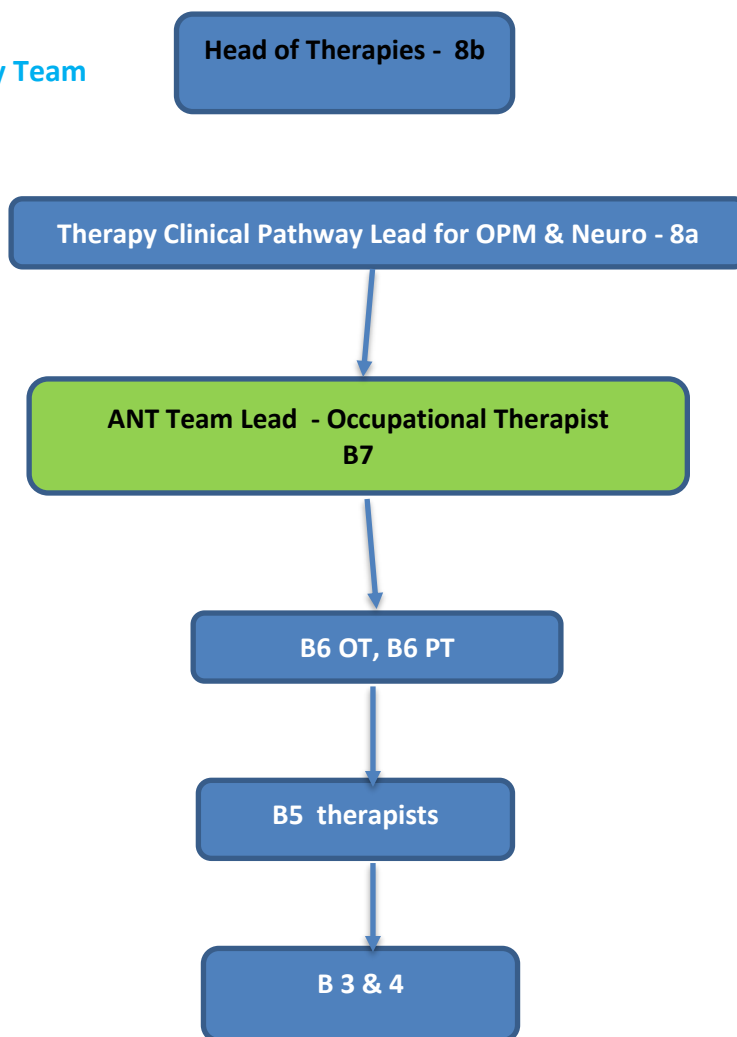 Head of Therapies - 8b
Team
Therapy Clinical Pathway Lead for OPM & Neuro - 8a
ANT Team Lead - Occupational Therapist
B7
B6 OT, B6 PT
B5 therapists
B 3 & 4